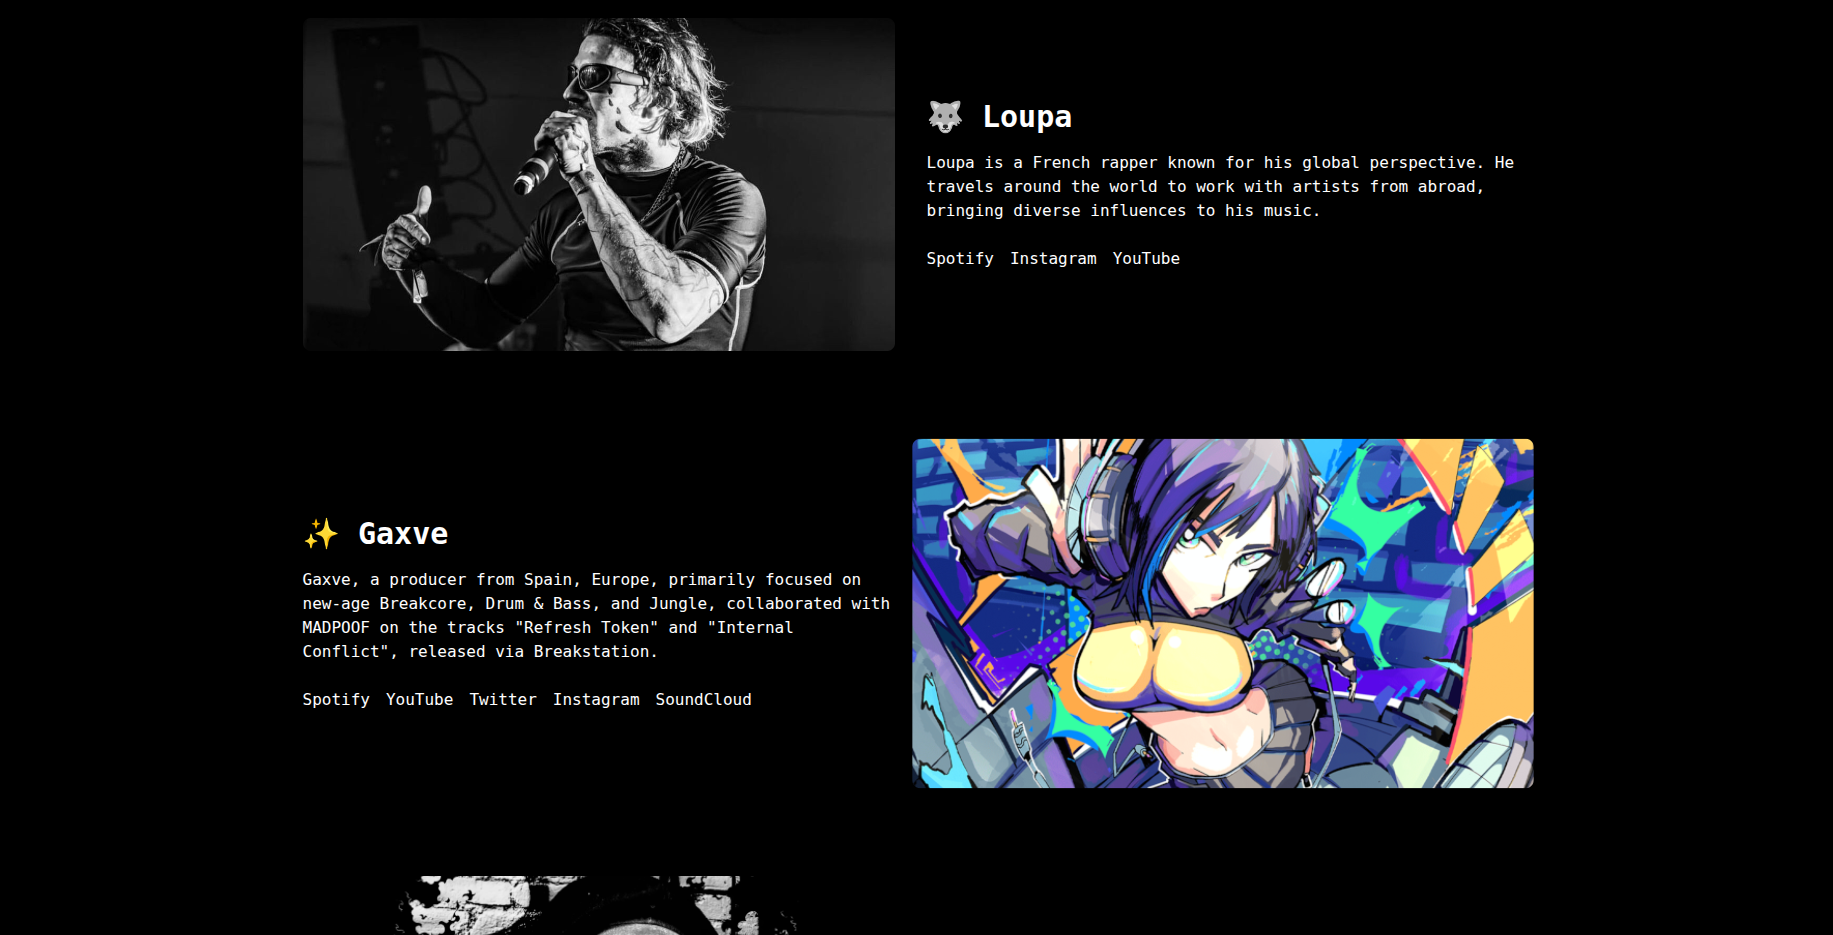 🐺 Loupa
Loupa is a French rapper known for his global perspective. He
travels around the world to work with artists from abroad,
bringing diverse influences to his music.
Spotify Instagram YouTube
✨ Gaxve
Gaxve, a producer from Spain, Europe, primarily focused on
new-age Breakcore, Drum & Bass, and Jungle, collaborated with
MADPOOF on the tracks "Refresh Token" and "Internal
Conflict", released via Breakstation.
Spotify YouTube Twitter Instagram SoundCloud